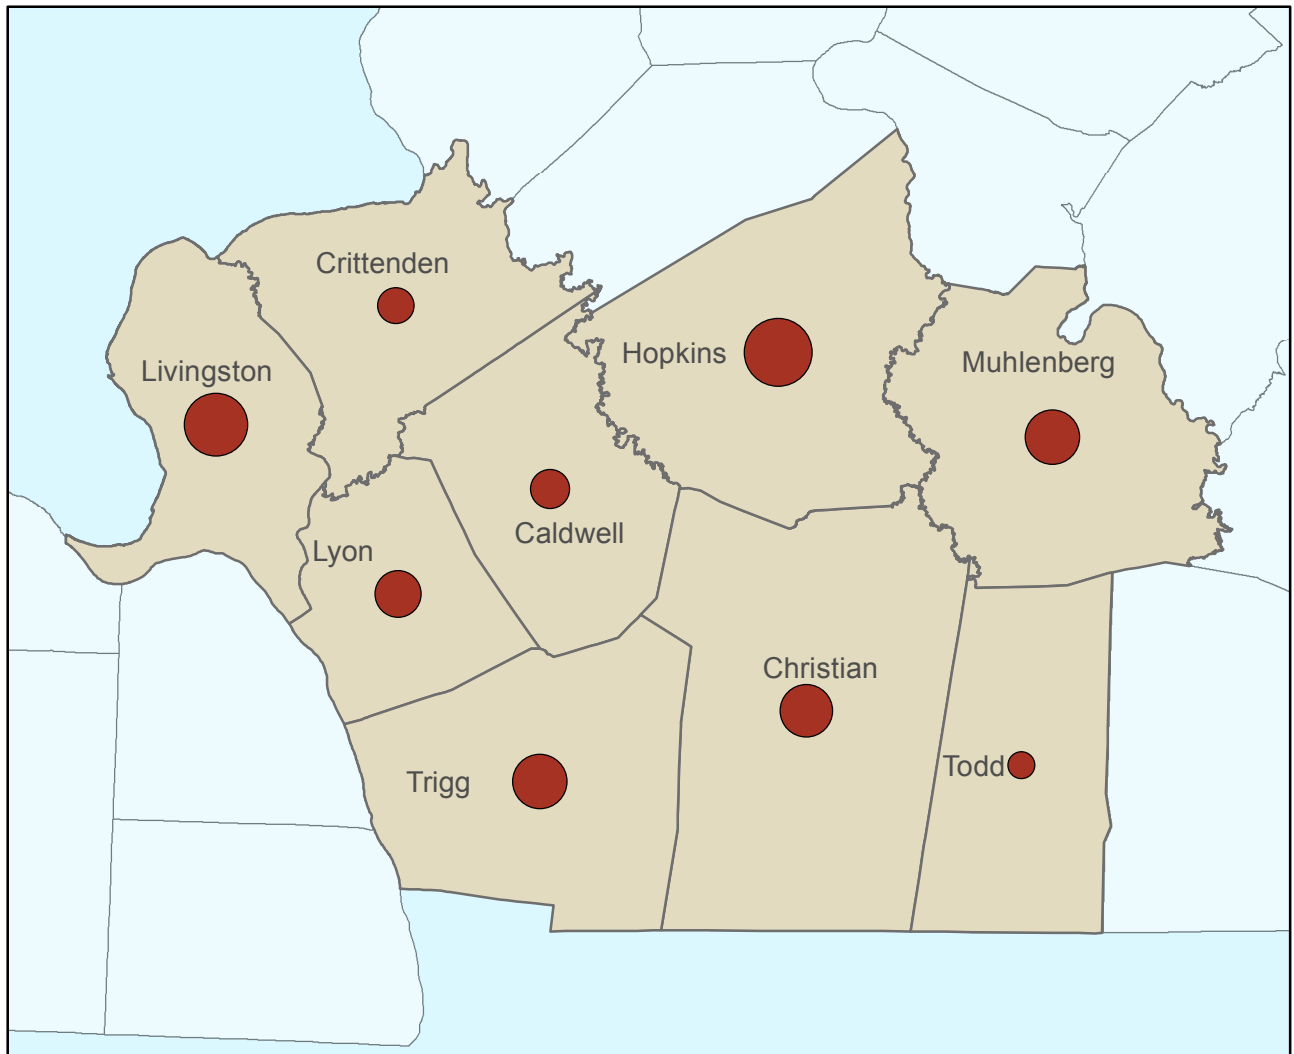 Crittenden
Hopkins
Muhlenberg
Livingston
Caldwell
Lyon
Christian
Todd
Trigg